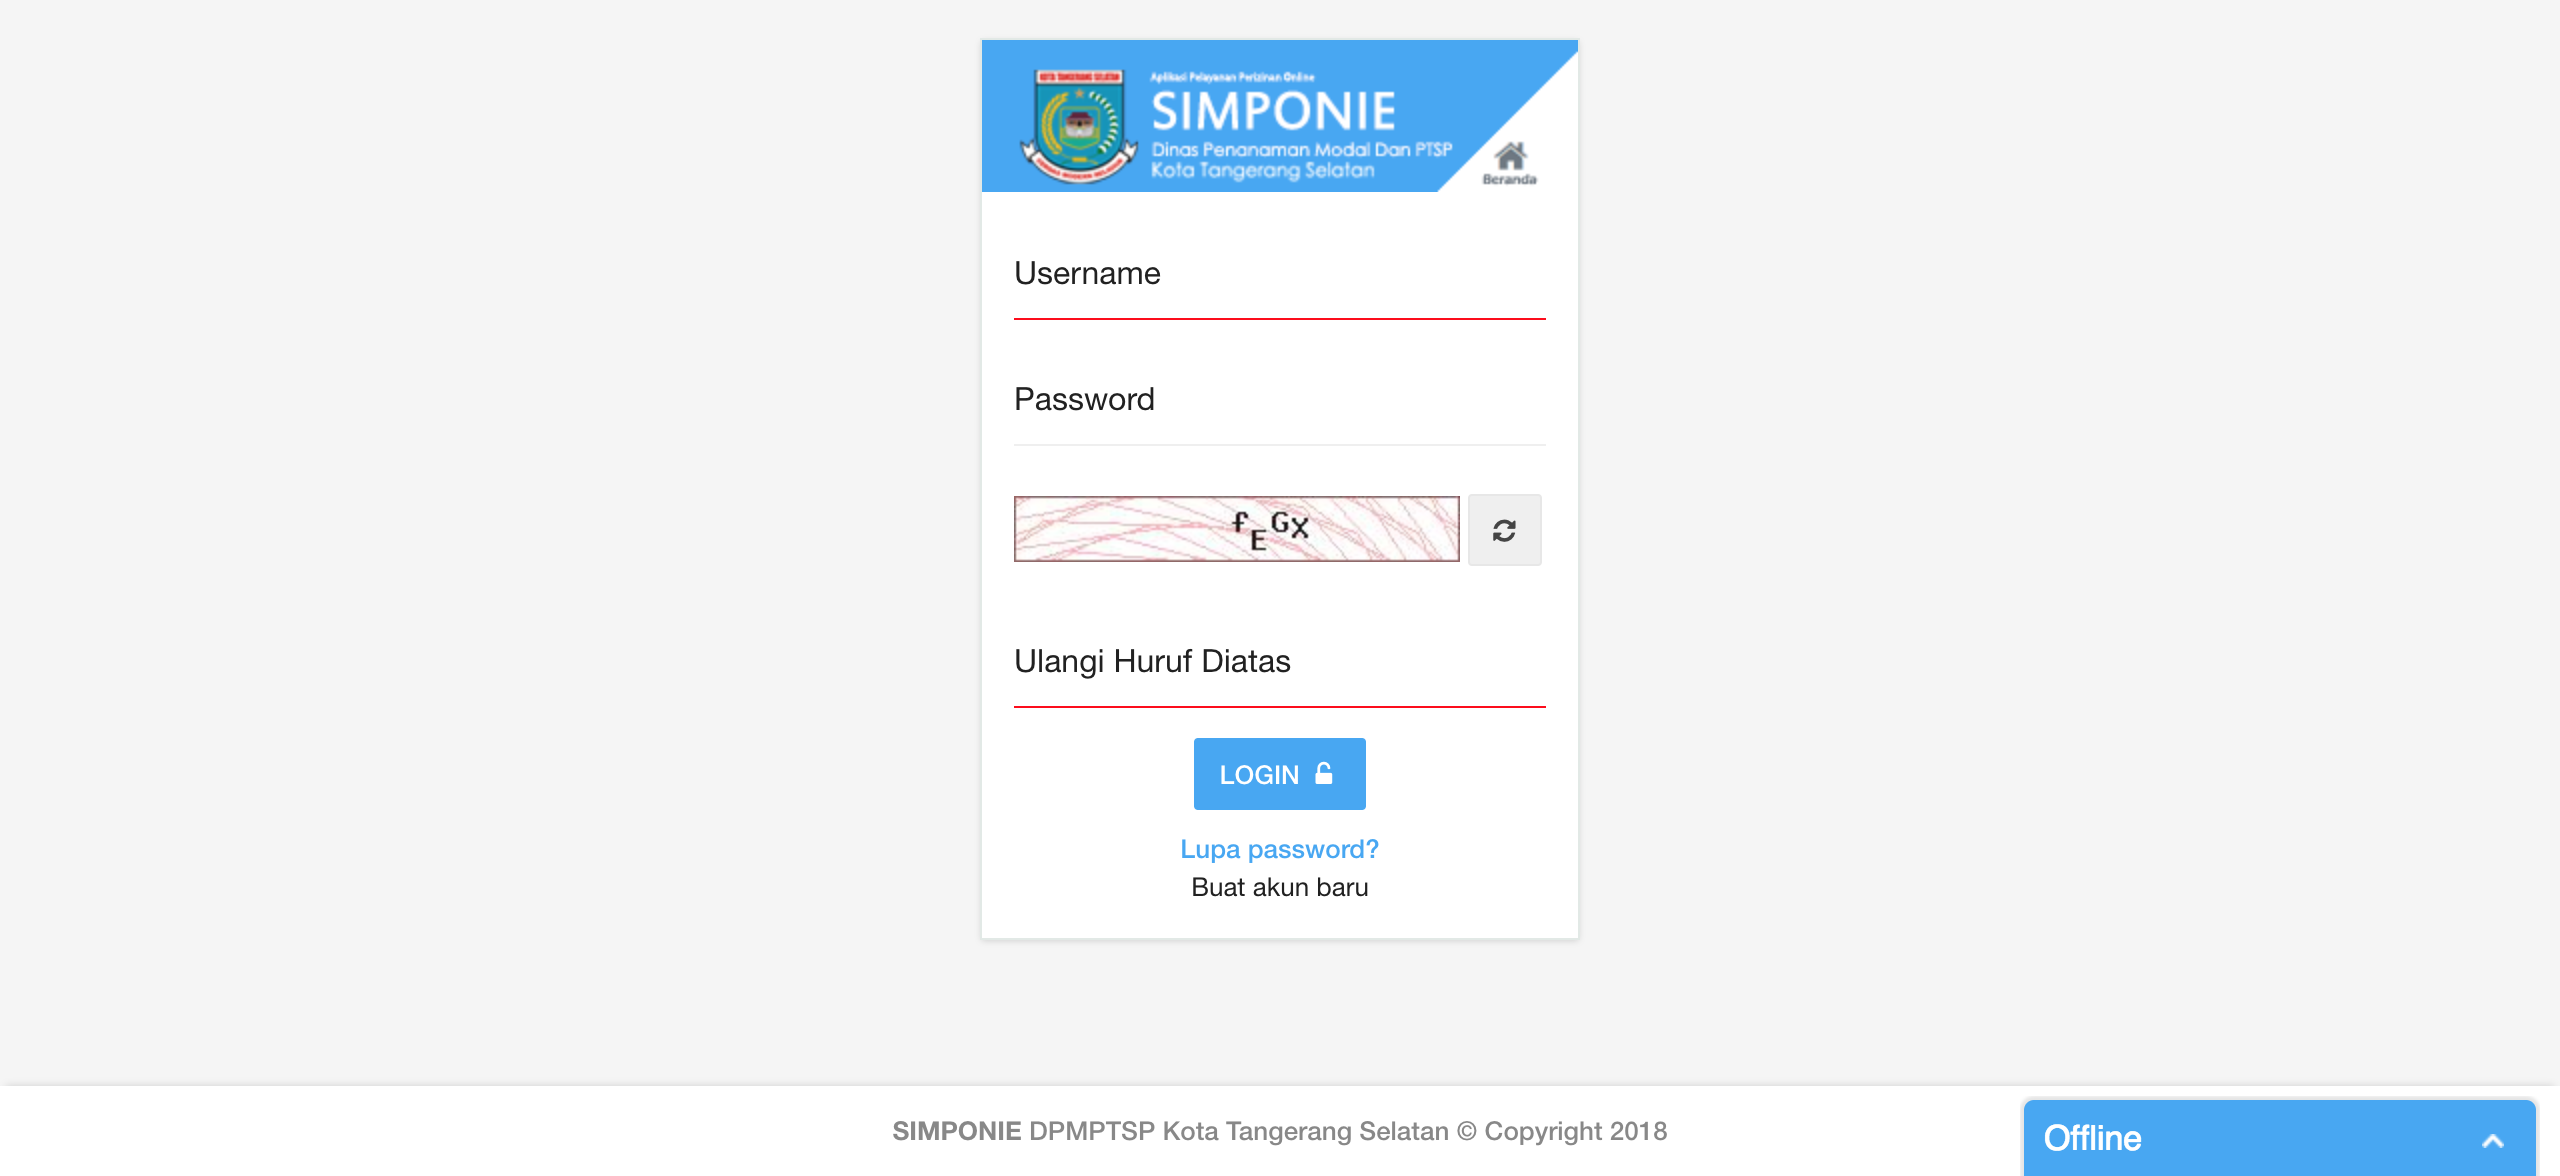 KOTA TANGERANG SELATAN
Aplikasi Pelayanan Perizinan Online
SIMPONIE
Dinas Penanaman Modal Dan PTSP
Kota Tangerang Selatan
Beranda
Username
Password
fEGX
Ulangi Huruf Diatas
LOGIN
Lupa password?
Buat akun baru
SIMPONIE DPMPTSP Kota Tangerang Selatan © Copyright 2018
Offline